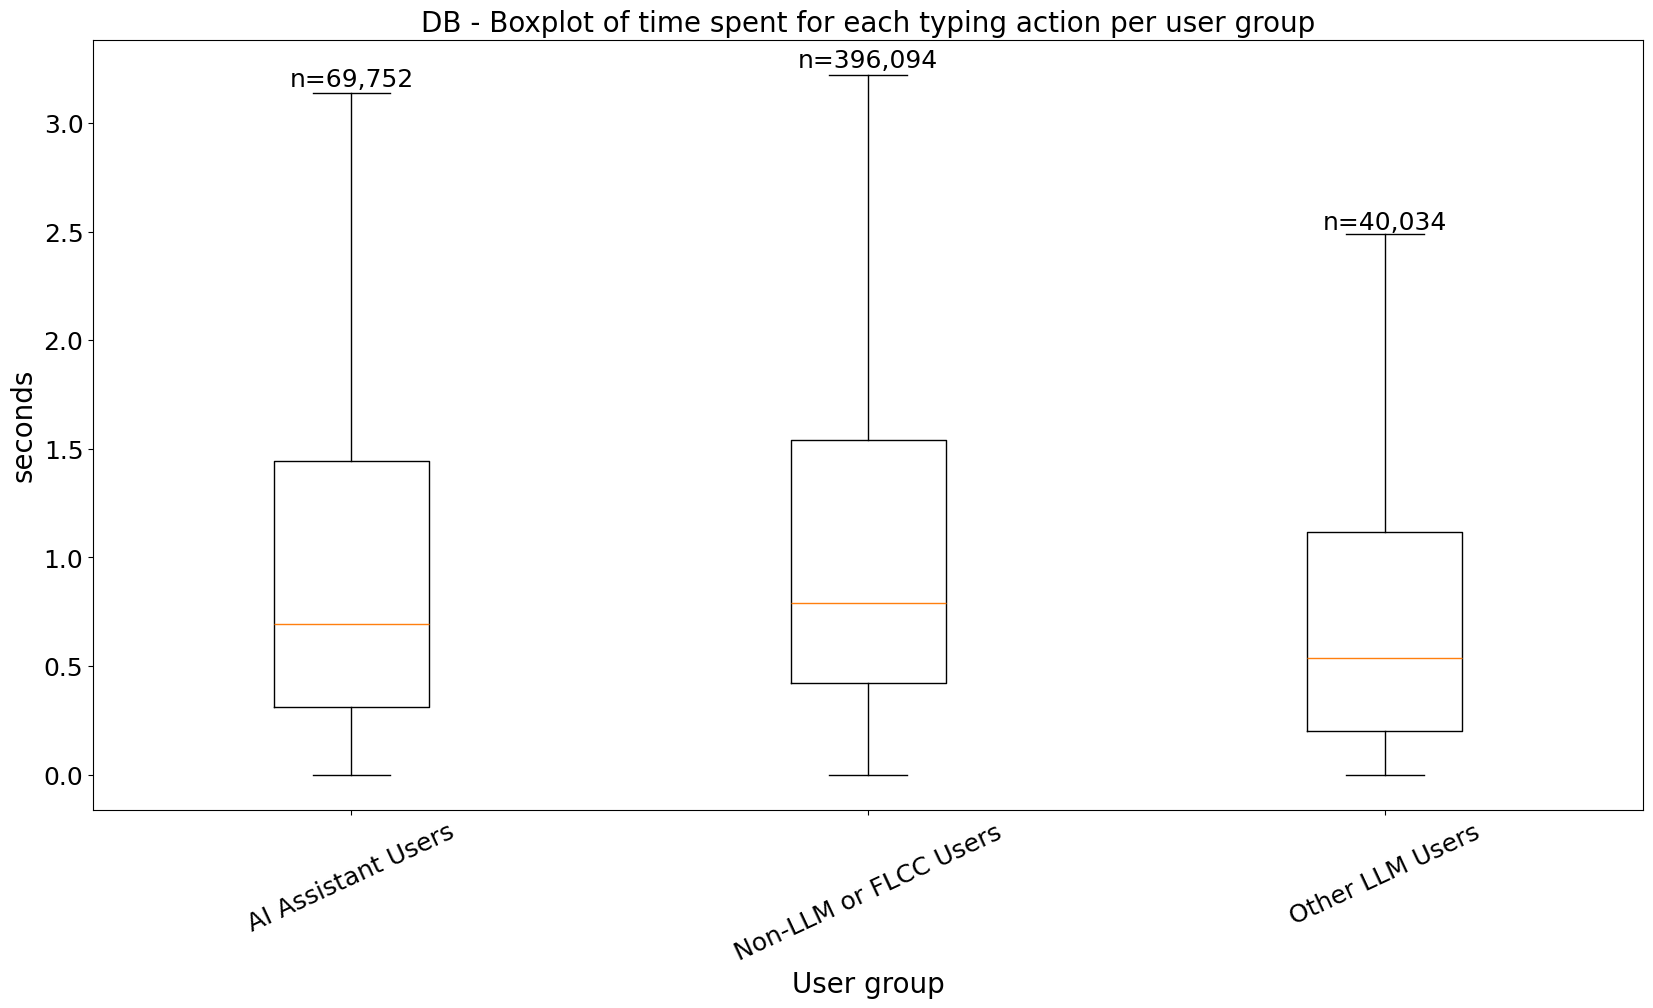 DB - Boxplot of time spent for each typing action per user group
n=69,752
n=396,094
n=40,034
3.0
2.5
2.0
1.5
1.0
0.5
0.0
seconds
AI Assistant Users
Non-LLM or FLCC Users
Other LLM Users
User group